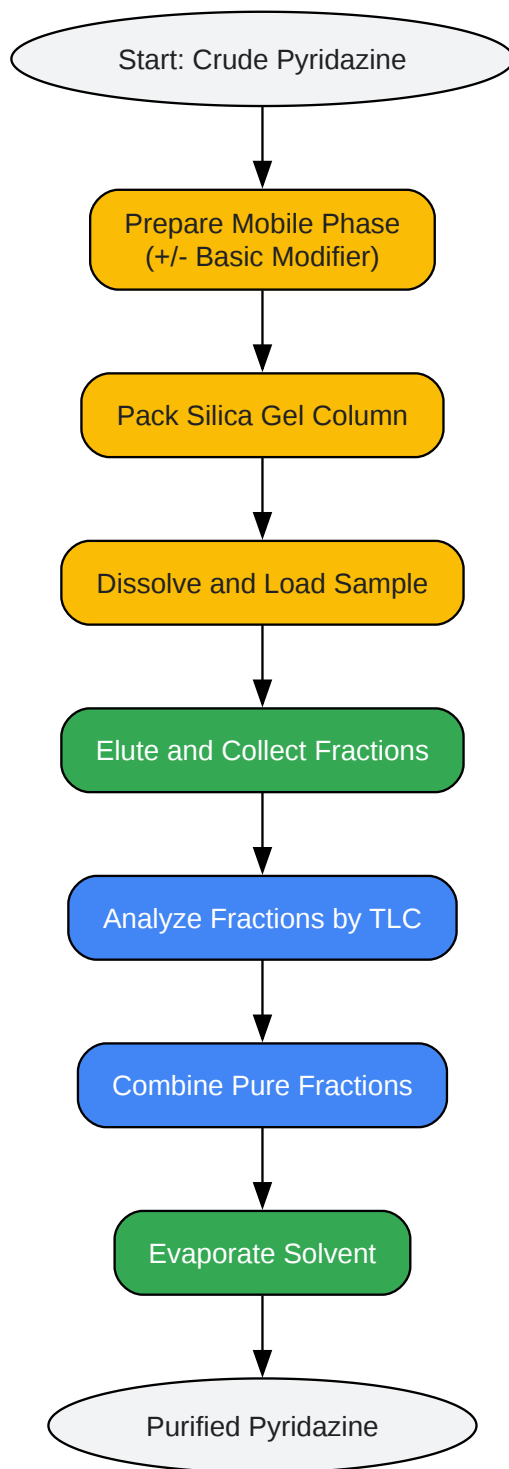 Start: Crude Pyridazine
Prepare Mobile Phase
(+/- Basic Modifier)
Pack Silica Gel Column
Dissolve and Load Sample
Elute and Collect Fractions
Analyze Fractions by TLC
Combine Pure Fractions
Evaporate Solvent
Purified Pyridazine